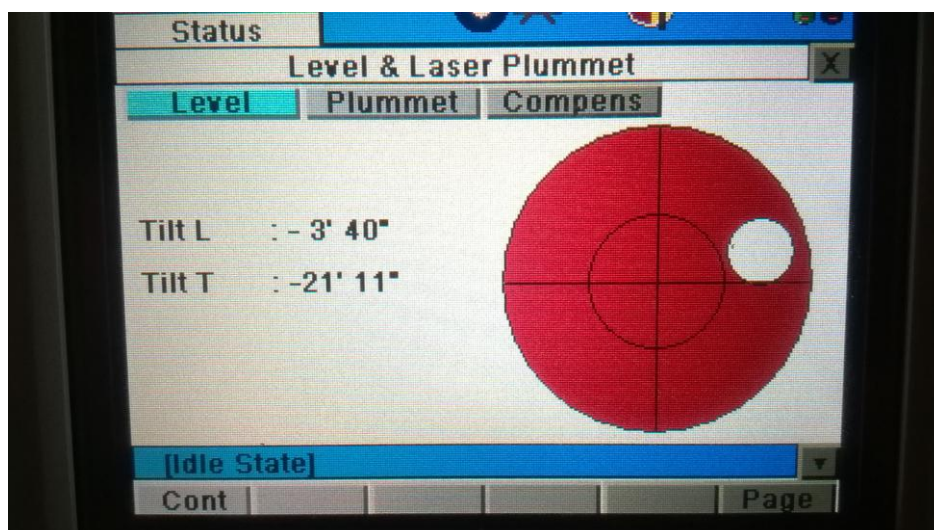 Status
Level & Laser Plummet X
Level Plummet Compens
Tilt L : - 3' 40"
Tilt T : -21' 11"
[Idle State]
Cont Page